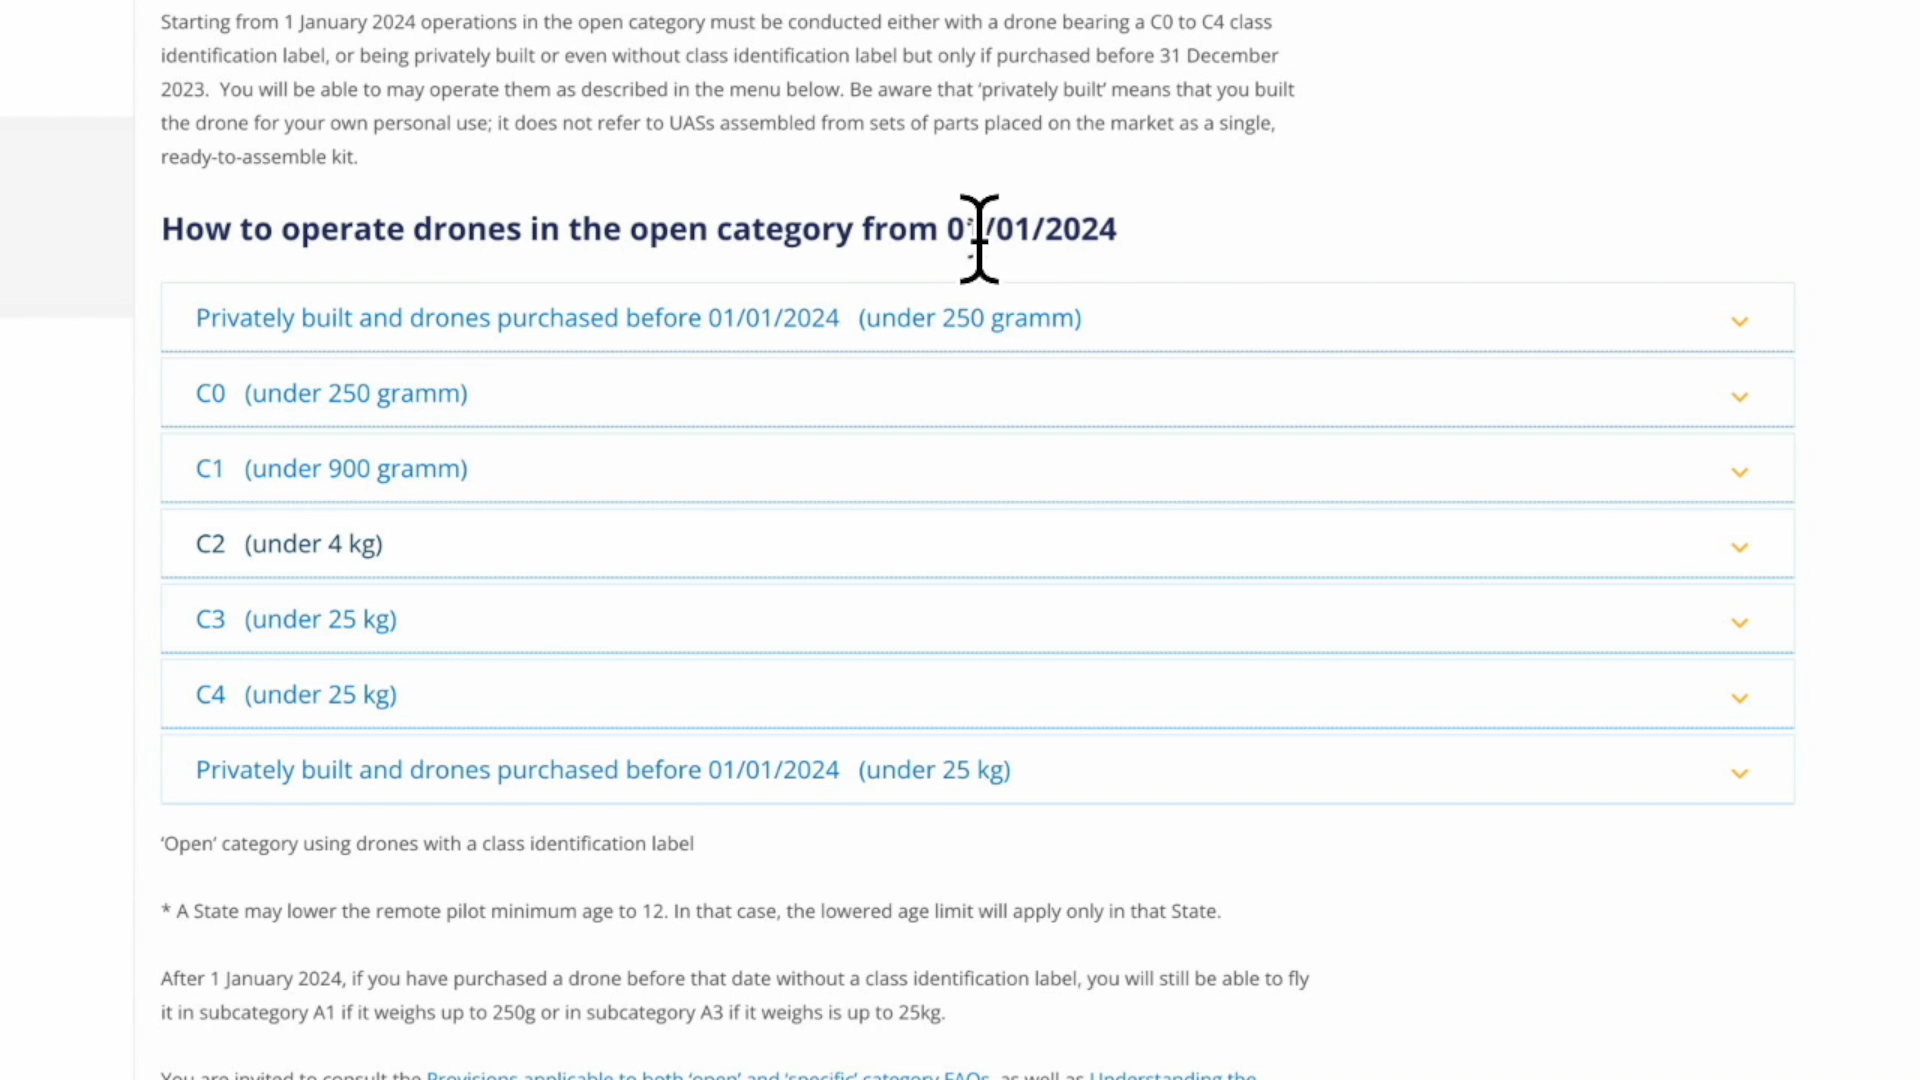 Starting from 1 January 2024 operations in the open category must be conducted either with a drone bearing a C0 to C4 class
identification label, or being privately built or even without class identification label but only if purchased before 31 December
2023.  You will be able to may operate them as described in the menu below. Be aware that ‘privately built’ means that you built
the drone for your own personal use; it does not refer to UASs assembled from sets of parts placed on the market as a single,
ready-to-assemble kit.
How to operate drones in the open category from 01/01/2024
Privately built and drones purchased before 01/01/2024   (under 250 gramm)
C0   (under 250 gramm)
C1   (under 900 gramm)
C2   (under 4 kg)
C3   (under 25 kg)
C4   (under 25 kg)
Privately built and drones purchased before 01/01/2024   (under 25 kg)
‘Open’ category using drones with a class identification label
* A State may lower the remote pilot minimum age to 12. In that case, the lowered age limit will apply only in that State.
After 1 January 2024, if you have purchased a drone before that date without a class identification label, you will still be able to fly
it in subcategory A1 if it weighs up to 250g or in subcategory A3 if it weighs is up to 25kg.
You are invited to consult the Provisions applicable to both ‘open’ and ‘specific’ category FAQs, as well as Understanding the